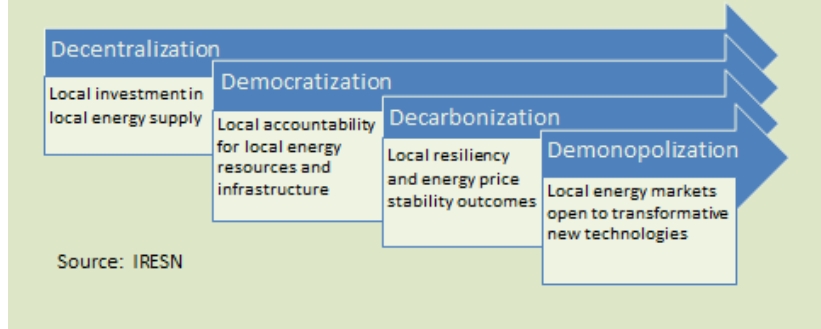 Decentralization
Local investment in
local energy supply
Democratization
Local accountability
for local energy
resources and
infrastructure
Decarbonization
Local resiliency
and energy price
stability outcomes
Demonopolization
Local energy markets
open to transformative
new technologies
Source: IRESN